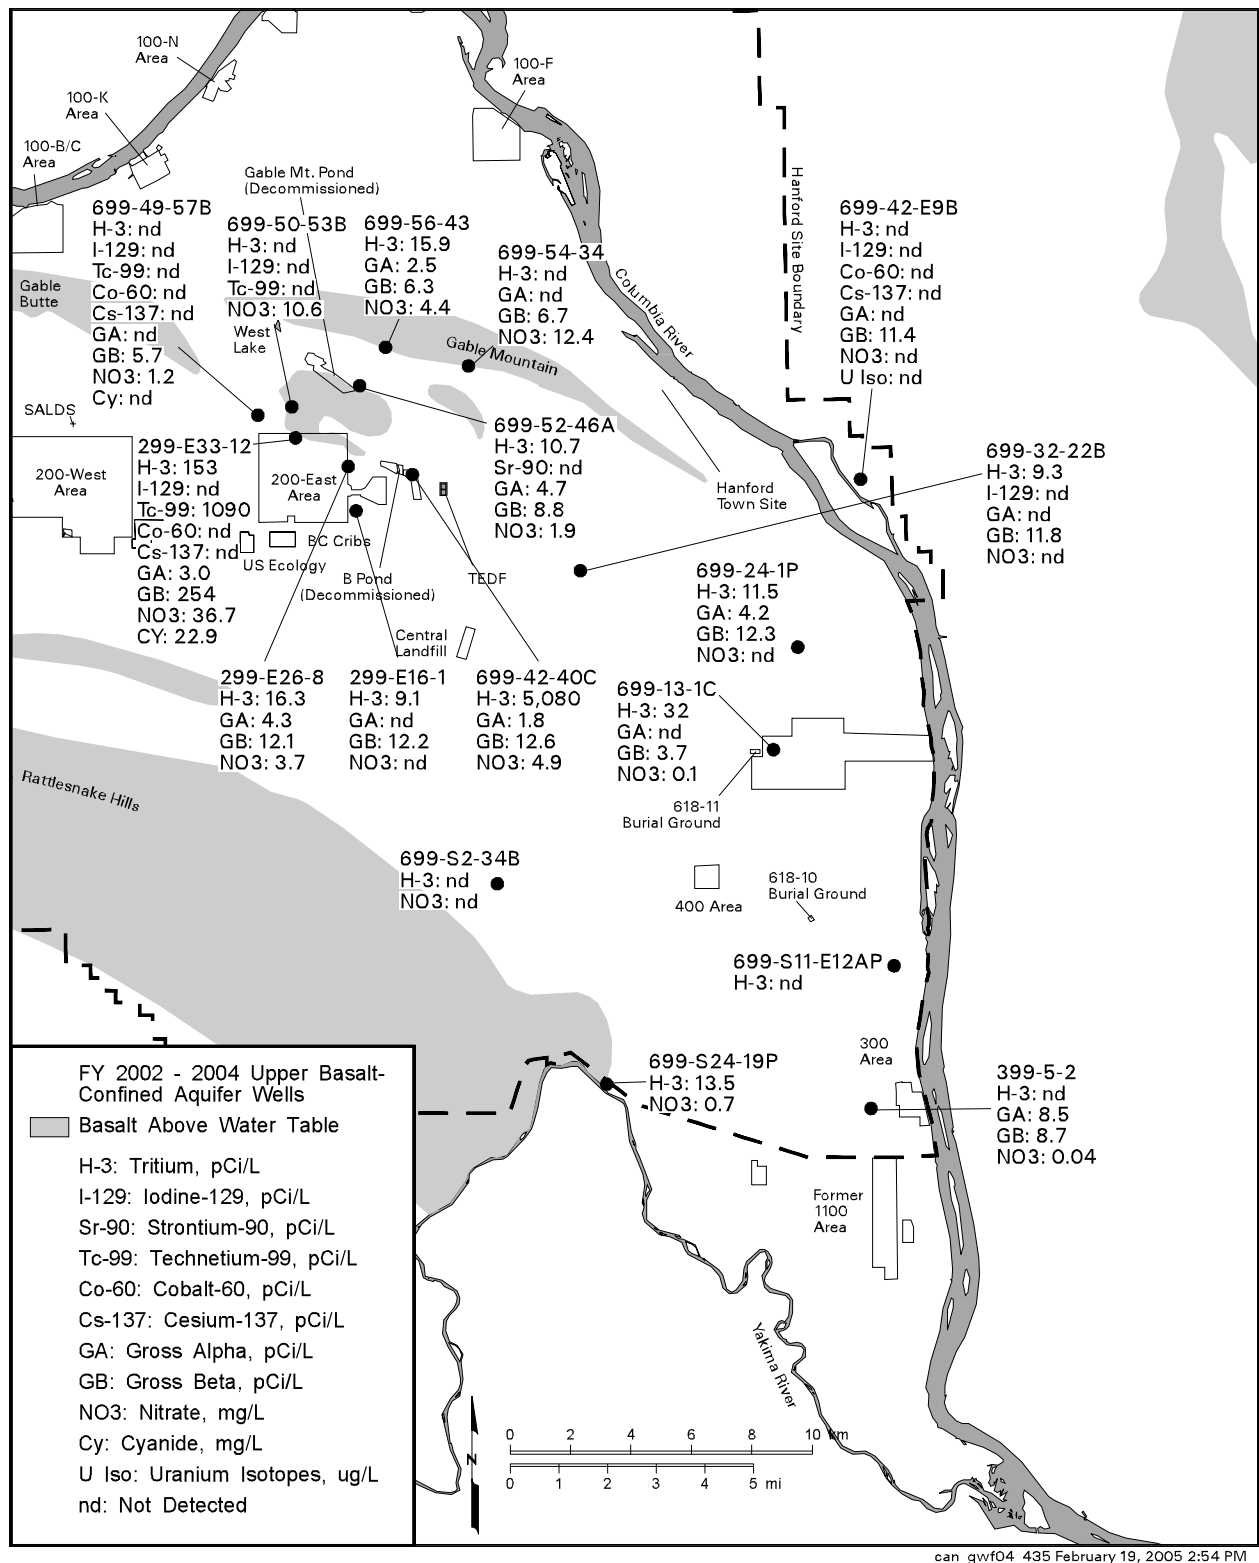 100-N
Area
100-F
Area
100-K
Area
100-B/C
Area
Gable Mt. Pond
(Decommissioned)
Hanford Site Boundary
699-49-57B
H-3: nd
I-129: nd
Tc-99: nd
Co-60: nd
Cs-137: nd
GA: nd
GB: 5.7
NO3: 1.2
Cy: nd
699-50-53B
H-3: nd
I-129: nd
Tc-99: nd
NO3: 10.6
699-56-43
H-3: 15.9
GA: 2.5
GB: 6.3
NO3: 4.4
699-54-34
H-3: nd
GA: nd
GB: 6.7
NO3: 12.4
699-42-E9B
H-3: nd
I-129: nd
Co-60: nd
Cs-137: nd
GA: nd
GB: 11.4
NO3: nd
U Iso: nd
Gable
Butte
West
Lake
Columbia River
Gable Mountain
SALDS
200-West
Area
299-E33-12
H-3: 153
I-129: nd
Tc-99: 1090
Co-60: nd
Cs-137: nd
GA: 3.0
GB: 254
NO3: 36.7
CY: 22.9
200-East
Area
699-52-46A
H-3: 10.7
Sr-90: nd
GA: 4.7
GB: 8.8
NO3: 1.9
Hanford
Town Site
699-32-22B
H-3: 9.3
I-129: nd
GA: nd
GB: 11.8
NO3: nd
BC Cribs
US Ecology
B Pond
(Decommissioned)
TEDF
699-24-1P
H-3: 11.5
GA: 4.2
GB: 12.3
NO3: nd
Central
Landfill
299-E26-8
H-3: 16.3
GA: 4.3
GB: 12.1
NO3: 3.7
299-E16-1
H-3: 9.1
GA: nd
GB: 12.2
NO3: nd
699-42-40C
H-3: 5,080
GA: 1.8
GB: 12.6
NO3: 4.9
699-13-1C
H-3: 32
GA: nd
GB: 3.7
NO3: 0.1
Rattlesnake Hills
618-11
Burial Ground
699-S2-34B
H-3: nd
NO3: nd
400 Area
618-10
Burial Ground
699-S11-E12AP
H-3: nd
300
Area
699-S24-19P
H-3: 13.5
NO3: 0.7
399-5-2
H-3: nd
GA: 8.5
GB: 8.7
NO3: 0.04
Former
1100
Area
Yakima River
FY 2002 - 2004 Upper Basalt-
Confined Aquifer Wells
Basalt Above Water Table
H-3: Tritium, pCi/L
I-129: Iodine-129, pCi/L
Sr-90: Strontium-90, pCi/L
Tc-99: Technetium-99, pCi/L
Co-60: Cobalt-60, pCi/L
Cs-137: Cesium-137, pCi/L
GA: Gross Alpha, pCi/L
GB: Gross Beta, pCi/L
NO3: Nitrate, mg/L
Cy: Cyanide, mg/L
U Iso: Uranium Isotopes, ug/L
nd: Not Detected
N
0 2 4 6 8 10 km
0 1 2 3 4 5 mi
can_gwf04_435 February 19, 2005 2:54 PM